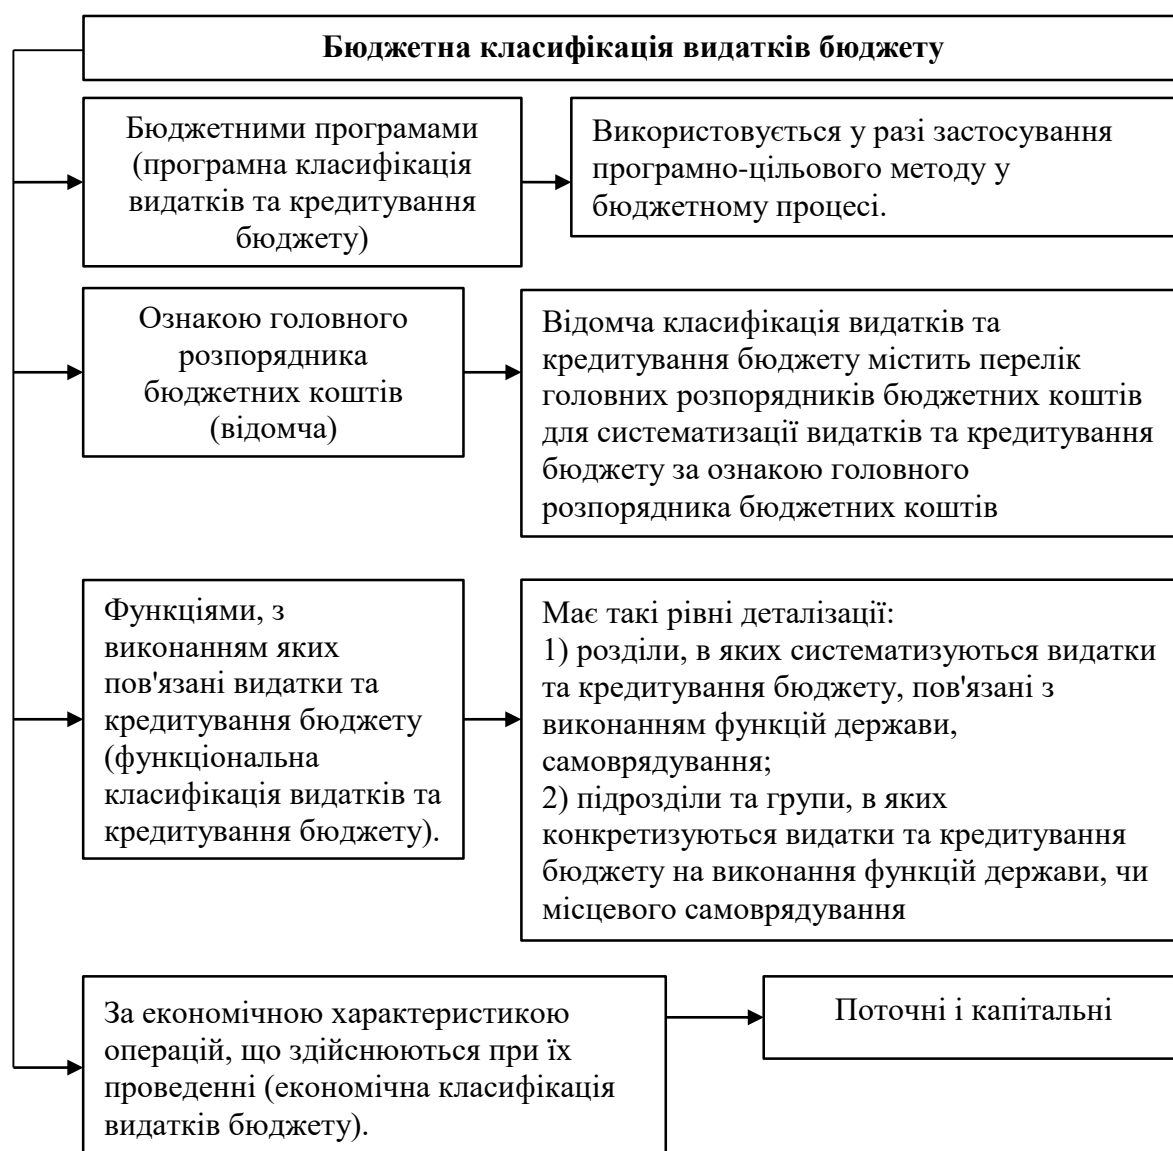 Бюджетна класифікація видатків бюджету
Бюджетними програмами
(програмна класифікація
видатків та кредитування
бюджету)
Використовується у разі застосування
програмно-цільового методу у
бюджетному процесі.
Ознакою головного
розпорядника
бюджетних коштів
(відомча)
Відомча класифікація видатків та
кредитування бюджету містить перелік
головних розпорядників бюджетних коштів
для систематизації видатків та кредитування
бюджету за ознакою головного
розпорядника бюджетних коштів
Функціями, з
виконанням яких
пов'язані видатки та
кредитування бюджету
(функціональна
класифікація видатків та
кредитування бюджету).
Має такі рівні деталізації:
1) розділи, в яких систематизуються видатки
та кредитування бюджету, пов'язані з
виконанням функцій держави,
самоврядування;
2) підрозділи та групи, в яких
конкретизуються видатки та кредитування
бюджету на виконання функцій держави, чи
місцевого самоврядування
За економічною характеристикою
операцій, що здійснюються при їх
проведенні (економічна класифікація
видатків бюджету).
Поточні і капітальні